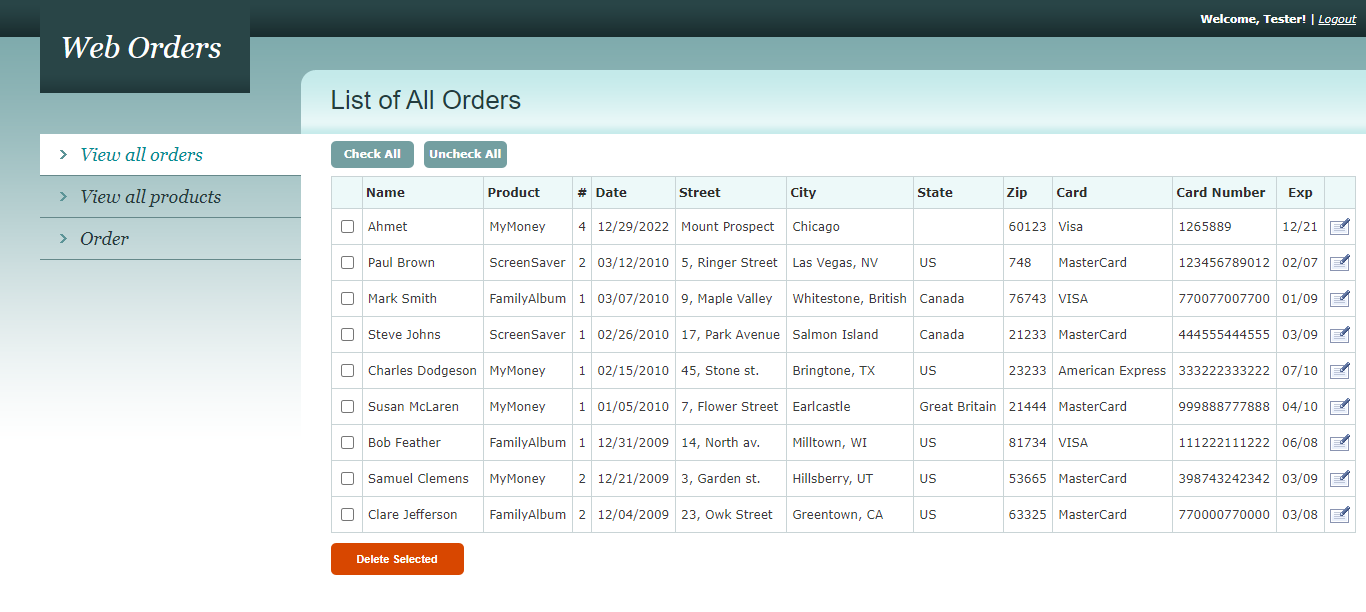 Welcome, Tester! | Logout
Web Orders
List of All Orders
View all orders
View all products
Order
Check All Uncheck All
Name Product # Date Street City State Zip Card Card Number Exp
Ahmet MyMoney 4 12/29/2022 Mount Prospect Chicago 60123 Visa 1265889 12/21
Paul Brown ScreenSaver 2 03/12/2010 5, Ringer Street Las Vegas, NV US 748 MasterCard 123456789012 02/07
Mark Smith FamilyAlbum 1 03/07/2010 9, Maple Valley Whitestone, British Canada 76743 VISA 770077007700 01/09
Steve Johns ScreenSaver 1 02/26/2010 17, Park Avenue Salmon Island Canada 21233 MasterCard 444555444555 03/09
Charles Dodgeson MyMoney 1 02/15/2010 45, Stone st. Bringtone, TX US 23233 American Express 333222333222 07/10
Susan McLaren MyMoney 1 01/05/2010 7, Flower Street Earlcastle Great Britain 21444 MasterCard 999888777888 04/10
Bob Feather FamilyAlbum 1 12/31/2009 14, North av. Milltown, WI US 81734 VISA 111222111222 06/08
Samuel Clemens MyMoney 2 12/21/2009 3, Garden st. Hillsberry, UT US 53665 MasterCard 398743242342 03/09
Clare Jefferson FamilyAlbum 2 12/04/2009 23, Owk Street Greentown, CA US 63325 MasterCard 770000770000 03/08
Delete Selected